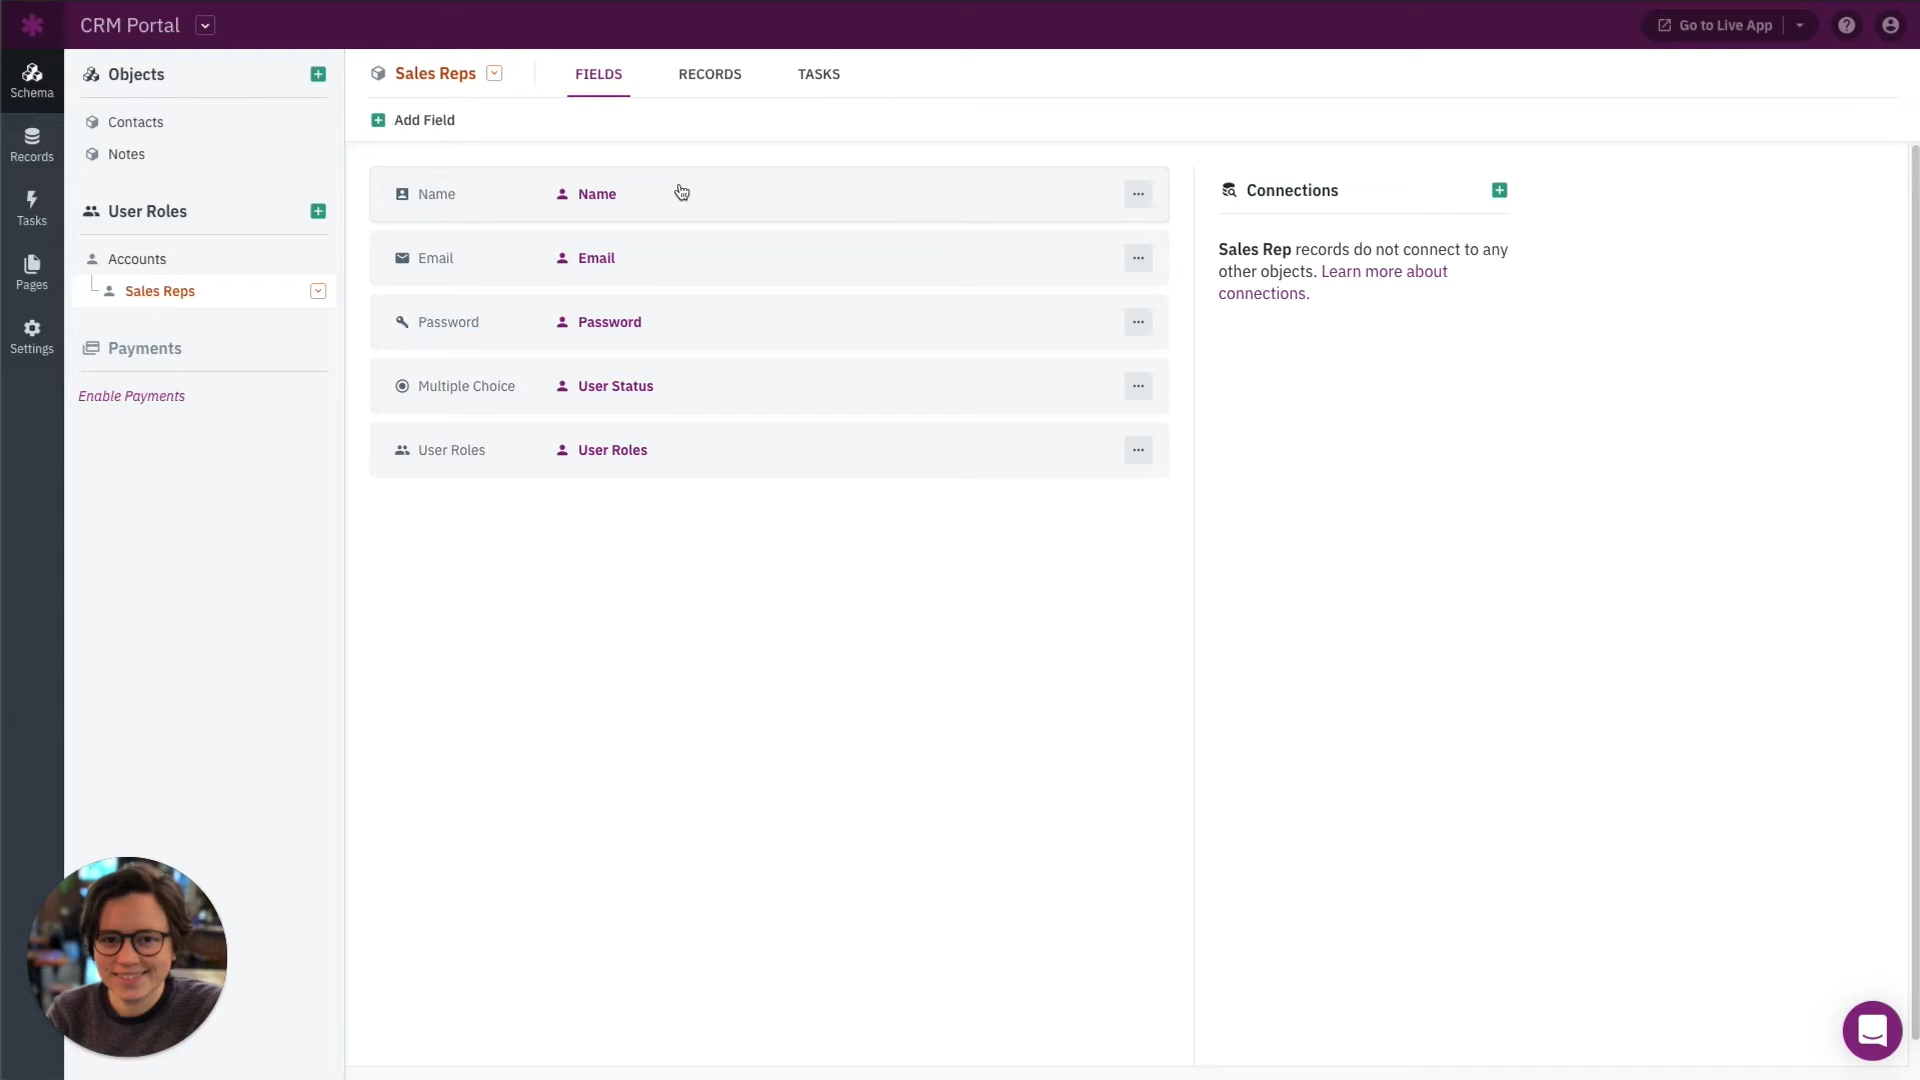 CRM Portal
Go to Live App
Schema
Records
Tasks
Pages
Settings
Objects
Contacts
Notes
User Roles
Accounts
Sales Reps
Payments
Enable Payments
Sales Reps
FIELDS
RECORDS
TASKS
Add Field
Name
Name
Email
Email
Password
Password
Multiple Choice
User Status
User Roles
User Roles
Connections
Sales Rep records do not connect to any
other objects. Learn more about
connections.